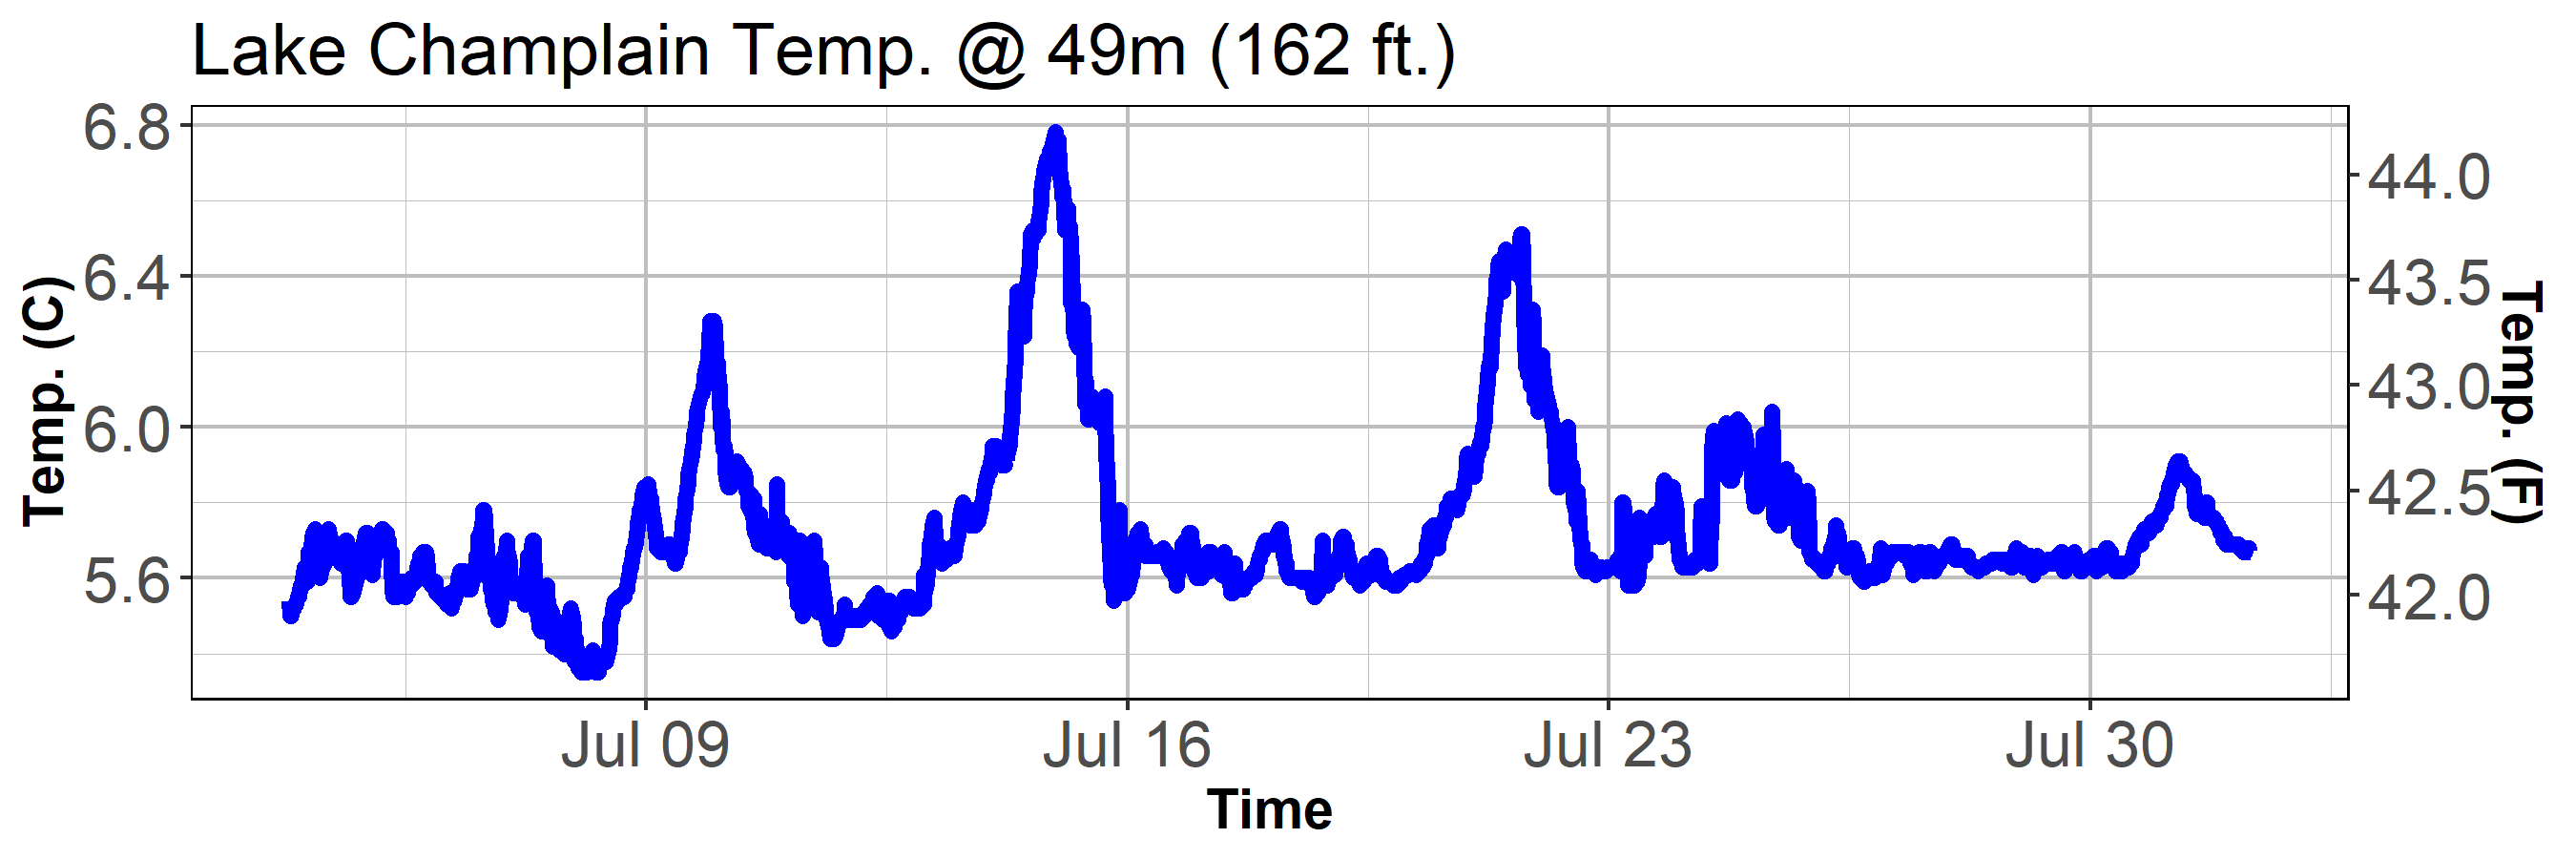 Lake Champlain Temp. @ 49m (162 ft.)
6.8
6.4
6.0
5.6
Temp. (C)
44.0
43.5
43.0
42.5
42.0
Temp. (F)
Jul 09 Jul 16 Jul 23 Jul 30
Time